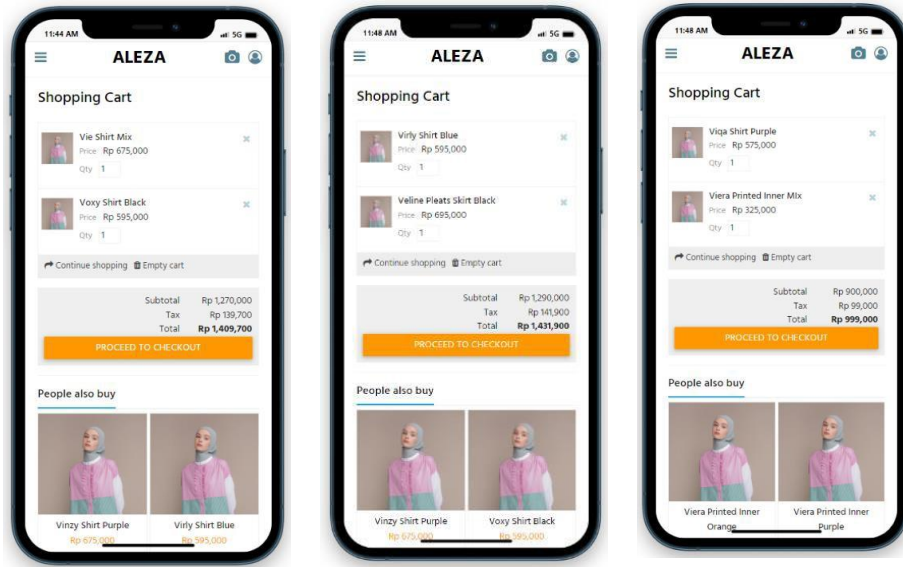 11:44 AM
5G
ALEZA
Shopping Cart
Vie Shirt Mix
Price Rp 675,000
Qty 1
Voxy Shirt Black
Price Rp 595,000
Qty 1
Continue shopping Empty cart
Subtotal Rp 1,270,000
Tax Rp 139,700
Total Rp 1,409,700
PROCEED TO CHECKOUT
People also buy
Vinzy Shirt Purple
Rp 675,000
Virly Shirt Blue
Rp 595,000
11:48 AM
5G
ALEZA
Shopping Cart
Virly Shirt Blue
Price Rp 595,000
Qty 1
Veline Pleats Skirt Black
Price Rp 695,000
Qty 1
Continue shopping Empty cart
Subtotal Rp 1,290,000
Tax Rp 141,900
Total Rp 1,431,900
PROCEED TO CHECKOUT
People also buy
Vinzy Shirt Purple
Rp 675,000
Voxy Shirt Black
Rp 595,000
11:48 AM
5G
ALEZA
Shopping Cart
Viqa Shirt Purple
Price Rp 575,000
Qty 1
Viera Printed Inner MIx
Price Rp 325,000
Qty 1
Continue shopping Empty cart
Subtotal Rp 900,000
Tax Rp 99,000
Total Rp 999,000
PROCEED TO CHECKOUT
People also buy
Viera Printed Inner
Orange
Viera Printed Inner
Purple